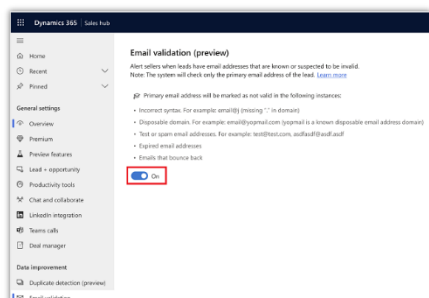 Dynamics 365 Sales hub
Home
Recent
Pinned
General settings
Overview
Premium
Preview features
Lead + opportunity
Productivity tools
Chat and collaborate
LinkedIn integration
Teams calls
Deal manager
Data improvement
Duplicate detection (preview)
Email validation
Email validation (preview)
Alert sellers when leads have email addresses that are known or suspected to be invalid.
Note: The system will check only the primary email address of the lead. Learn more
Primary email address will be marked as not valid in the following instances:
• Incorrect syntax. For example: email@j (missing "." in domain)
• Disposable domain. For example: email@yopmail.com (yopmail is a known disposable email address domain)
• Test or spam email addresses. For example: test@test.com, asdfasdf@asdf.asdf
• Expired email addresses
• Emails that bounce back
On